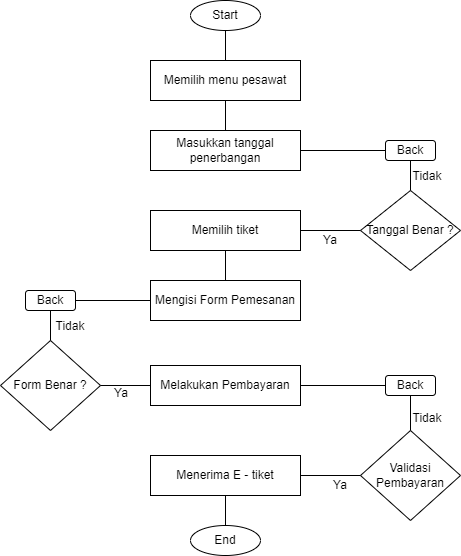 Start
Memilih menu pesawat
Masukkan tanggal
penerbangan
Back
Tidak
Memilih tiket
Ya
Tanggal Benar ?
Back
Mengisi Form Pemesanan
Tidak
Form Benar ?
Ya
Melakukan Pembayaran
Back
Tidak
Menerima E - tiket
Ya
Validasi
Pembayaran
End